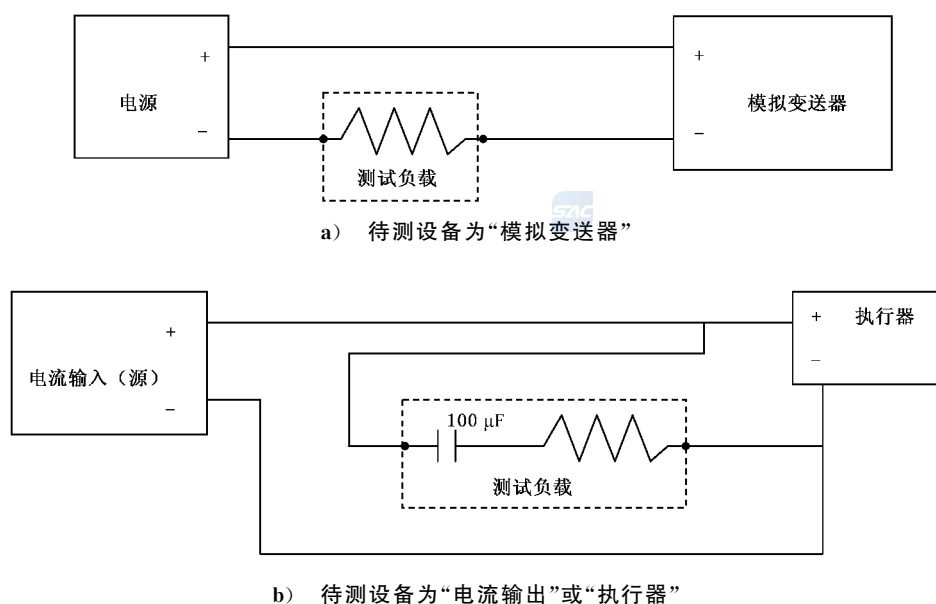 +
+
电源
模拟变送器
−
−
测试负载
SAC
a） 待测设备为“模拟变送器”
+
+
执行器
−
电流输入（源）
−
100 μF
测试负载
b） 待测设备为“电流输出”或“执行器”